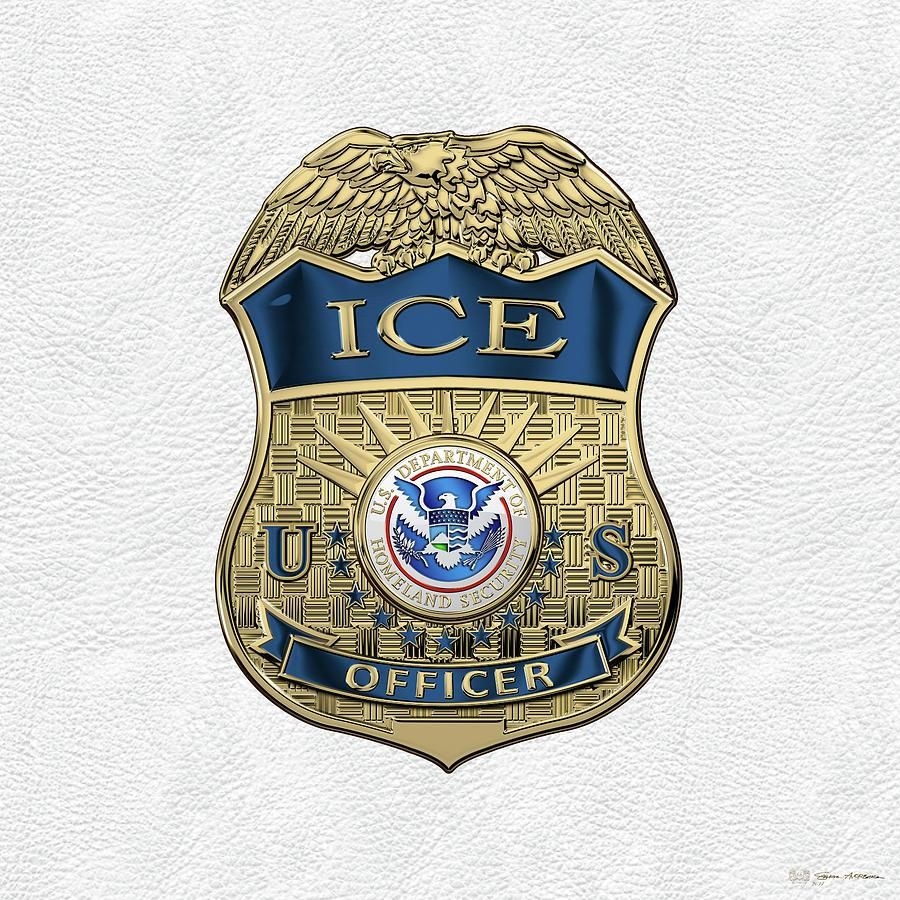 ICE
U.S. DEPARTMENT OF
HOMELAND SECURITY
U S
OFFICER